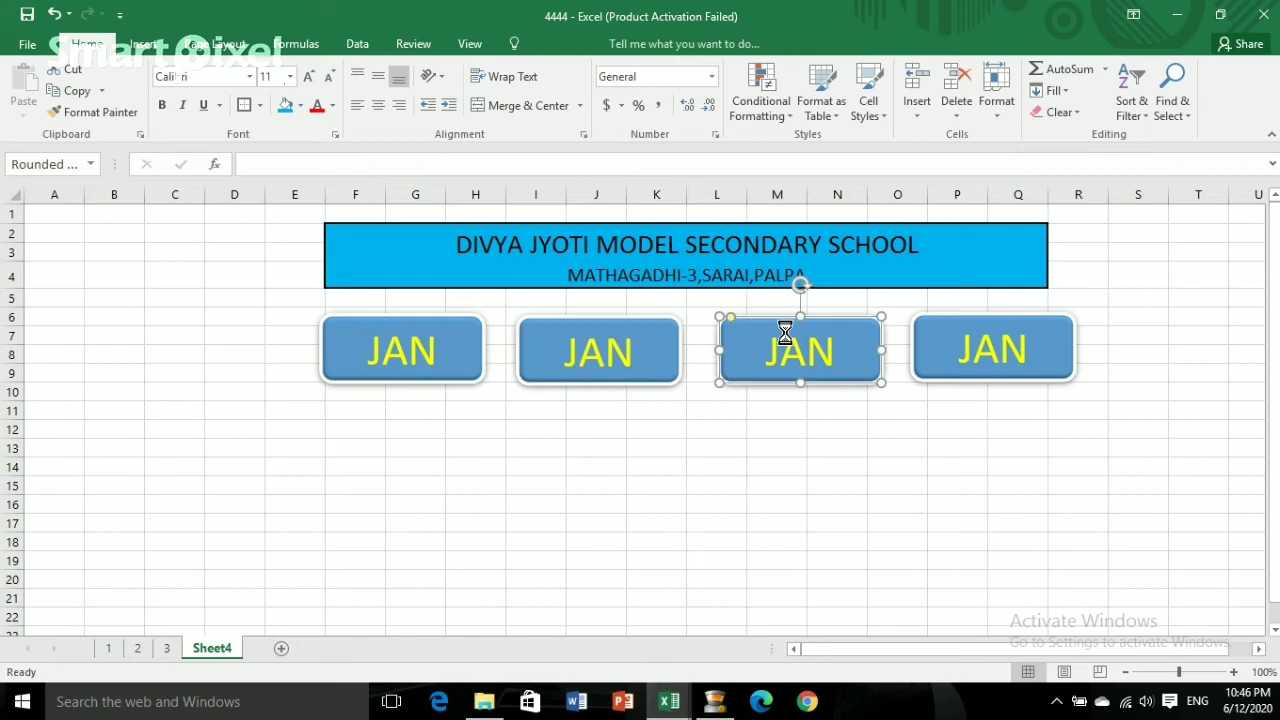 4444 - Excel (Product Activation Failed)
File Home Insert Page Layout Formulas Data Review View Tell me what you want to do... Share
Smart Pixel
Paste Cut Copy Format Painter
Calibri 11 B I U
Wrap Text Merge & Center
General $ % ,
Conditional Formatting Format as Table Cell Styles
Insert Delete Format
AutoSum Fill Clear Sort & Filter Find & Select
Clipboard Font Alignment Number Styles Cells Editing
Rounded ... fx
A B C D E F G H I J K L M N O P Q R S T U
1
2
DIVYA JYOTI MODEL SECONDARY SCHOOL
3
4 MATHAGADHI-3,SARAI,PALPA
5
6
7
JAN JAN JAN JAN
8
9
10
11
12
13
14
15
16
17
18
19
20
21
22
Activate Windows
Go to Settings to activate Windows.
1 2 3 Sheet4
Ready 100%
Search the web and Windows ENG 10:46 PM
6/12/2020